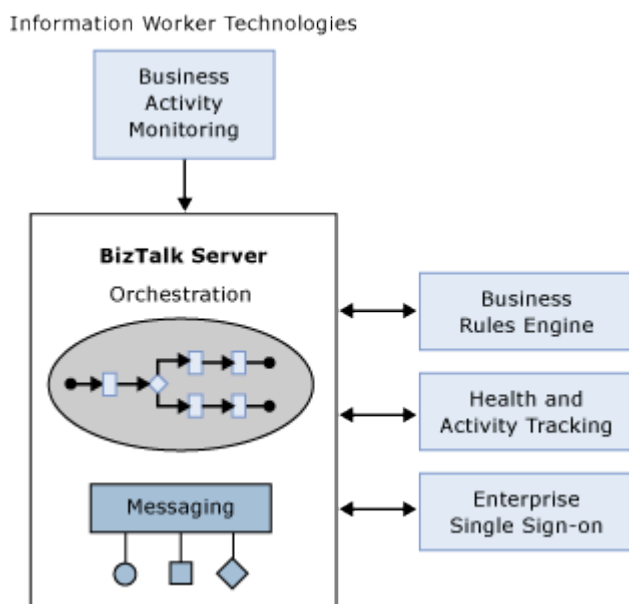 Information Worker Technologies
Business
Activity
Monitoring
BizTalk Server
Orchestration
Messaging
Business
Rules Engine
Health and
Activity Tracking
Enterprise
Single Sign-on